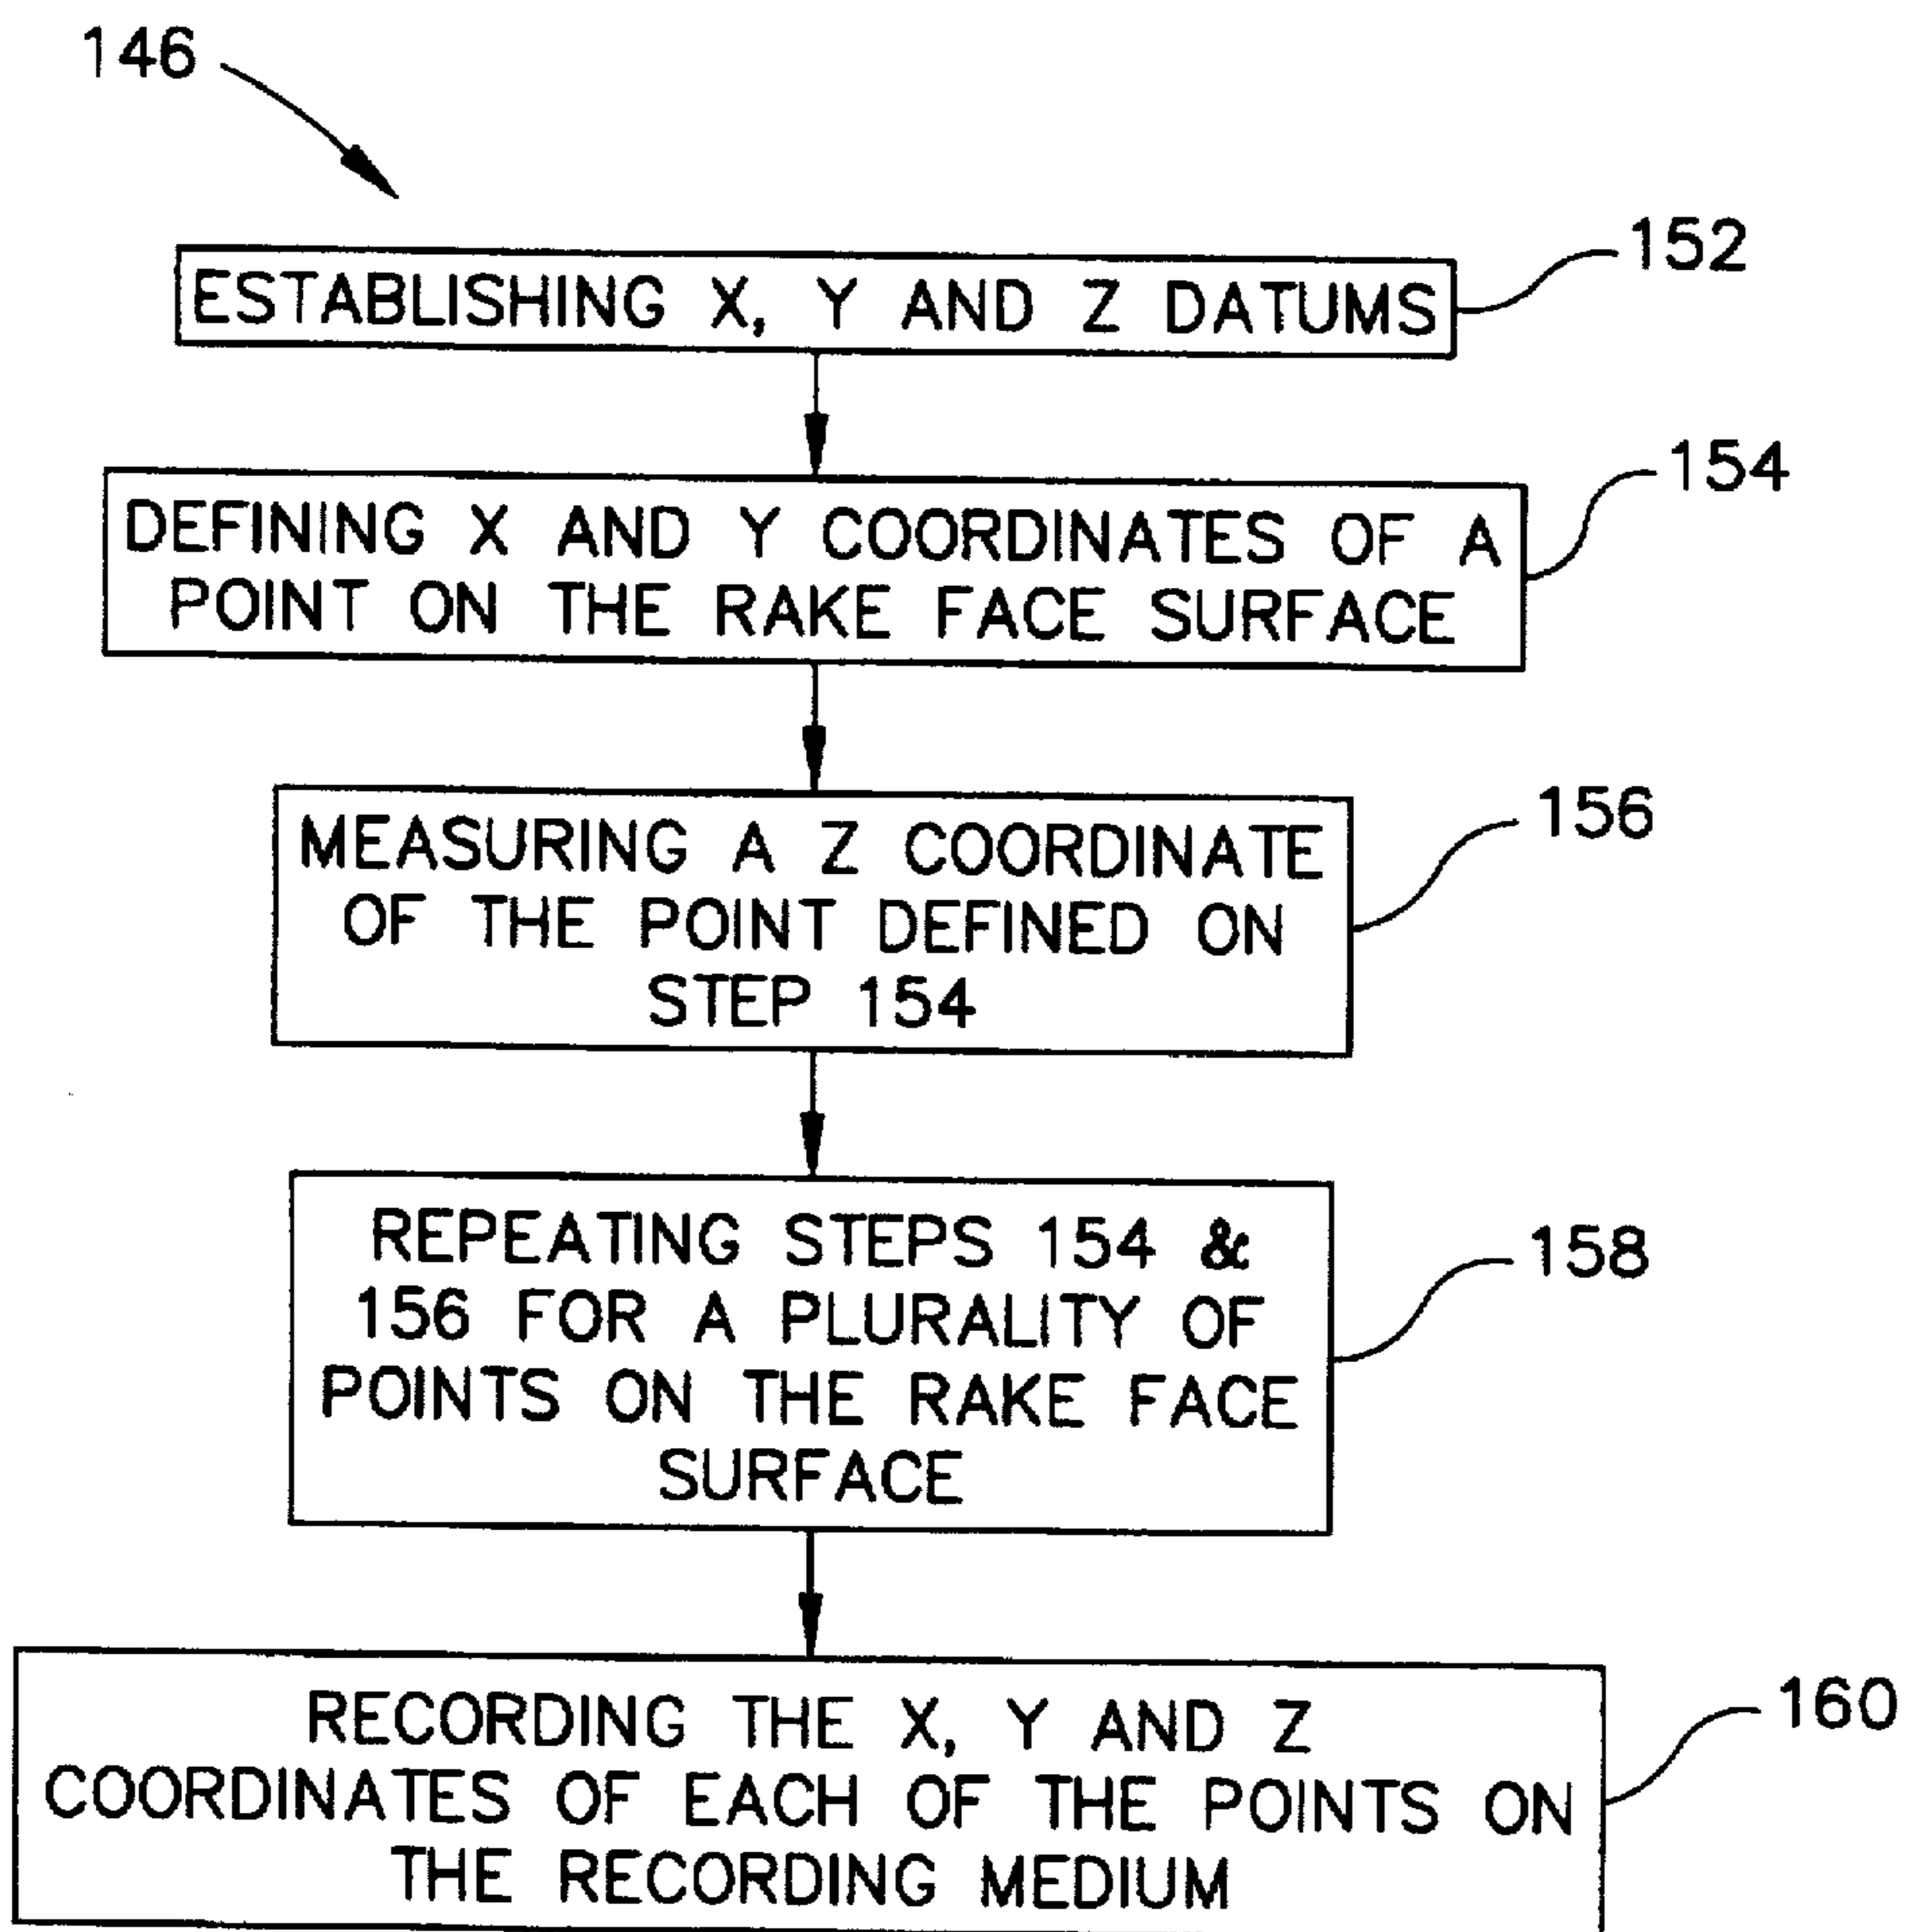 146
ESTABLISHING X, Y AND Z DATUMS
152
DEFINING X AND Y COORDINATES OF A
POINT ON THE RAKE FACE SURFACE
154
MEASURING A Z COORDINATE
OF THE POINT DEFINED ON
STEP 154
156
REPEATING STEPS 154 &
156 FOR A PLURALITY OF
POINTS ON THE RAKE FACE
SURFACE
158
RECORDING THE X, Y AND Z
COORDINATES OF EACH OF THE POINTS ON
THE RECORDING MEDIUM
160